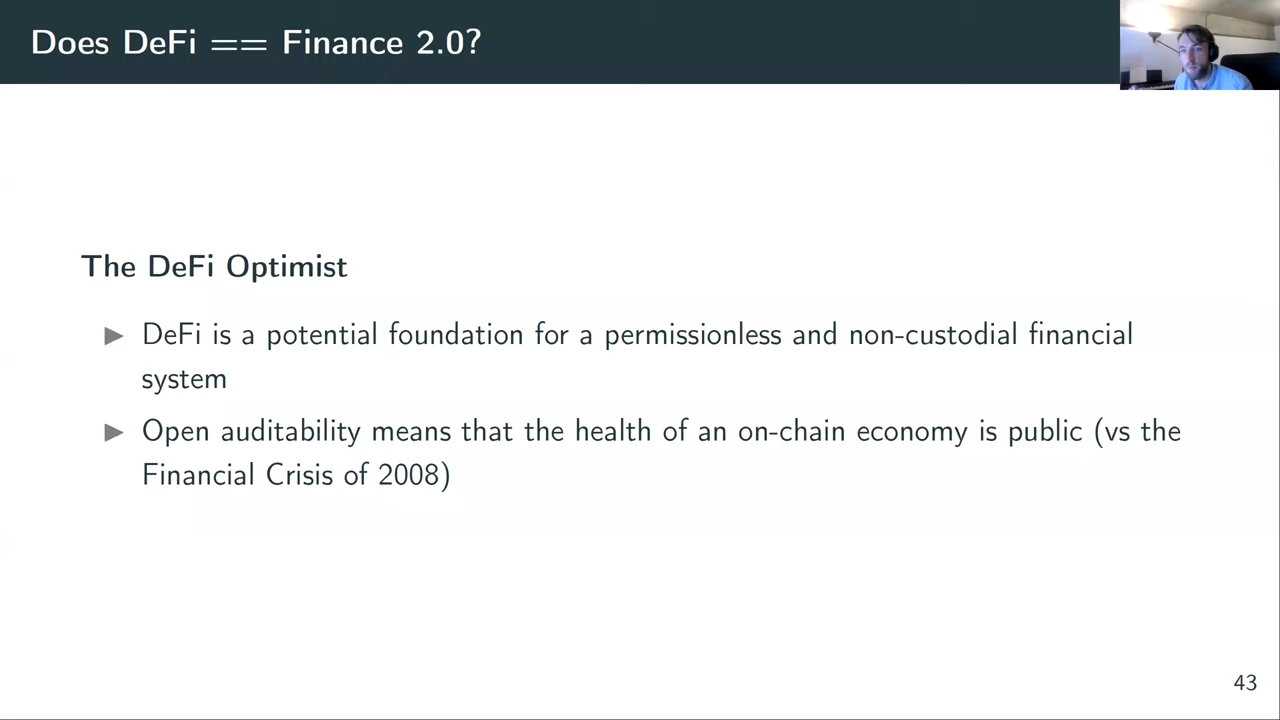 Does DeFi == Finance 2.0?
The DeFi Optimist
▶ DeFi is a potential foundation for a permissionless and non-custodial financial
system
▶ Open auditability means that the health of an on-chain economy is public (vs the
Financial Crisis of 2008)
43